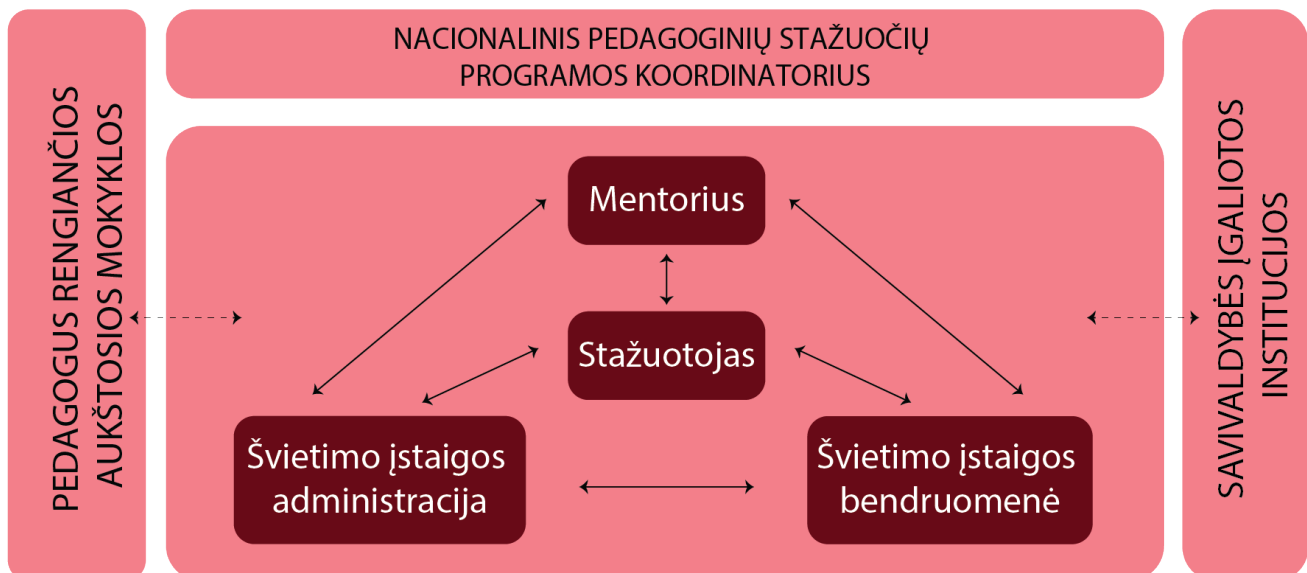 PEDAGOGUS RENGIANČIOS
AUKŠTOSIOS MOKYKLOS
NACIONALINIS PEDAGOGINIŲ STAŽUOČIŲ
PROGRAMOS KOORDINATORIUS
Mentorius
Stažuotojas
Švietimo įstaigos
administracija
Švietimo įstaigos
bendruomenė
SAVIVALDYBĖS ĮGALIOTOS
INSTITUCIJOS